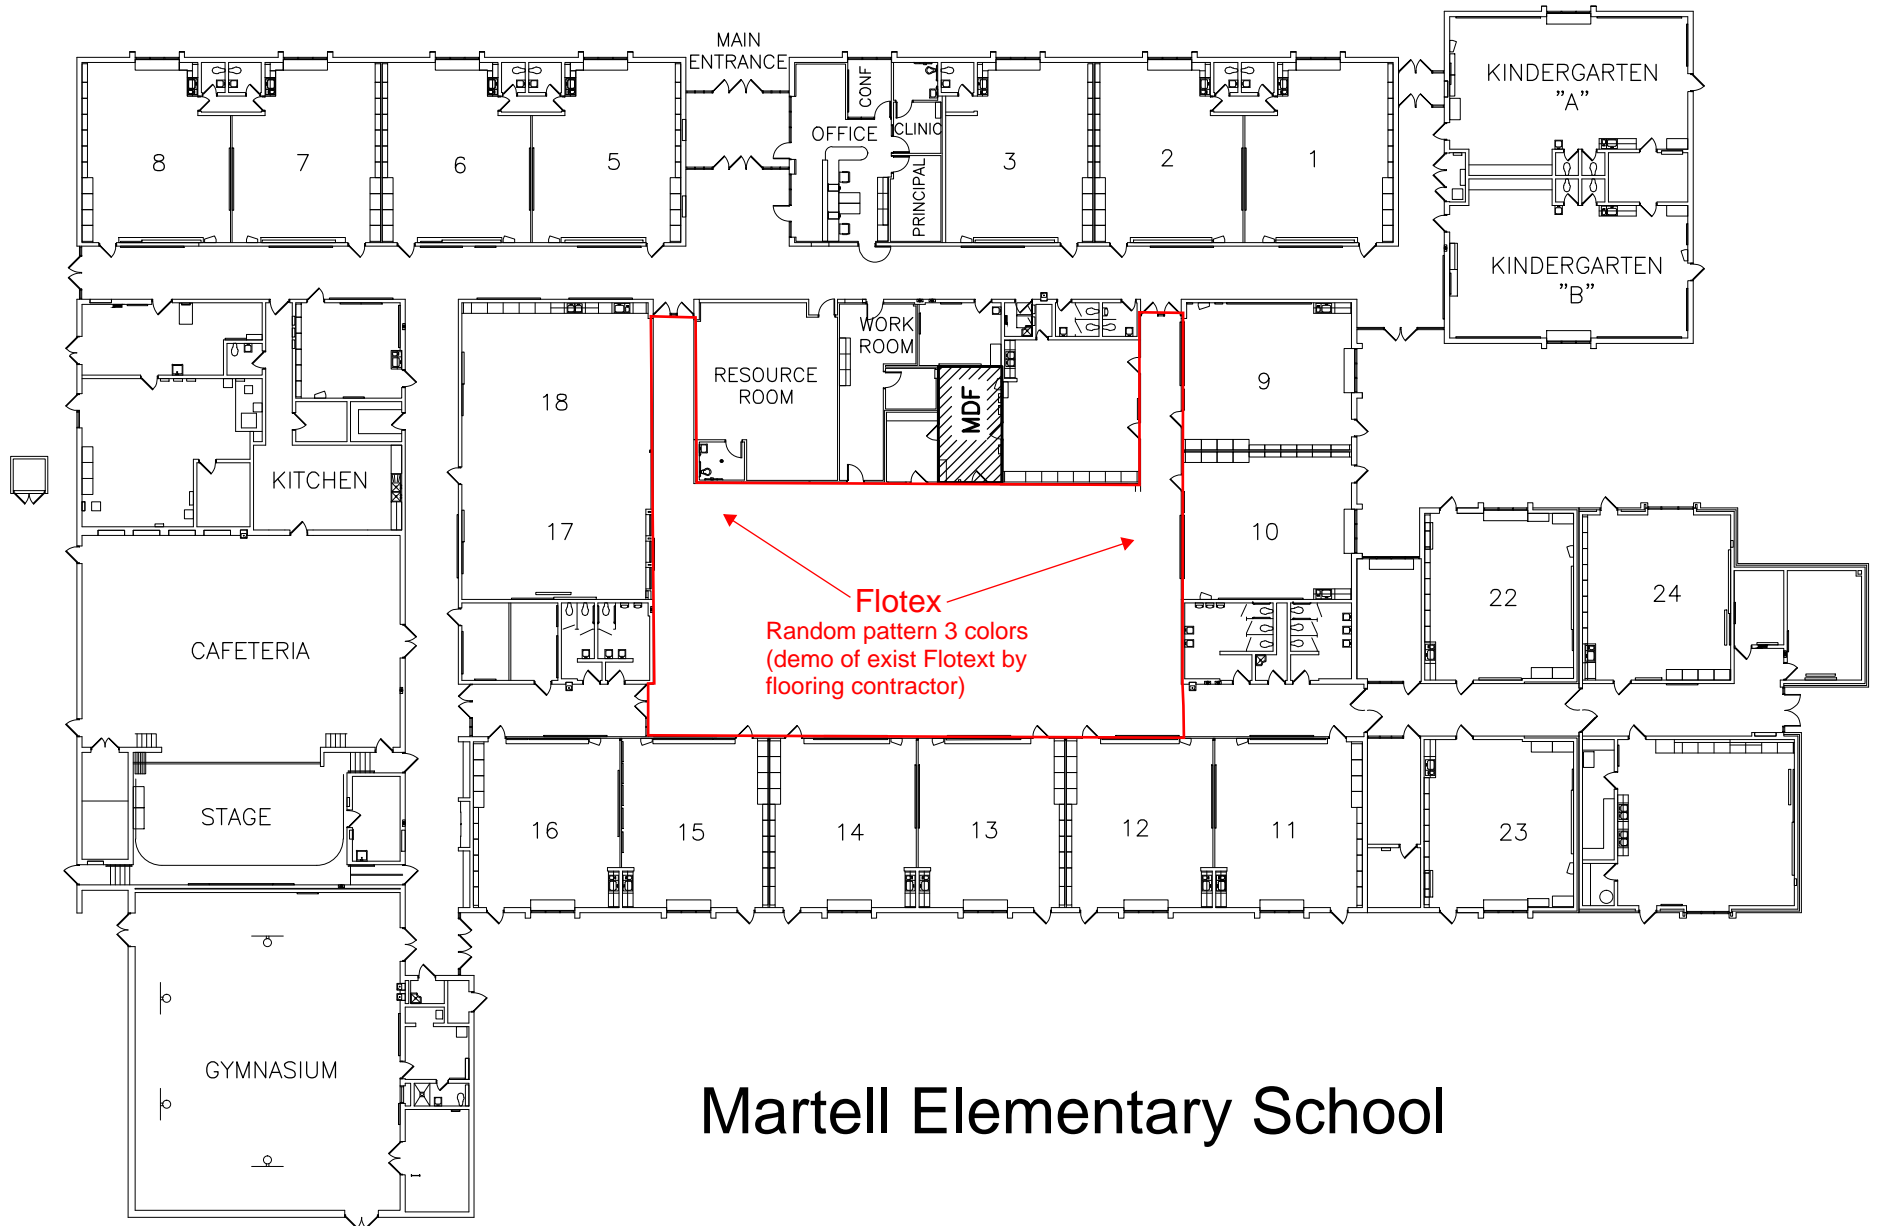 MAIN
ENTRANCE
KINDERGARTEN
"A"
CONF
OFFICE
CLINIC
PRINCIPAL
8
7
6
5
3
2
1
KINDERGARTEN
"B"
WORK
ROOM
RESOURCE
ROOM
MDF
18
9
KITCHEN
17
10
22
24
Flotex
Random pattern 3 colors
(demo of exist Flotext by
flooring contractor)
CAFETERIA
STAGE
16
15
14
13
12
11
23
GYMNASIUM
Martell Elementary School